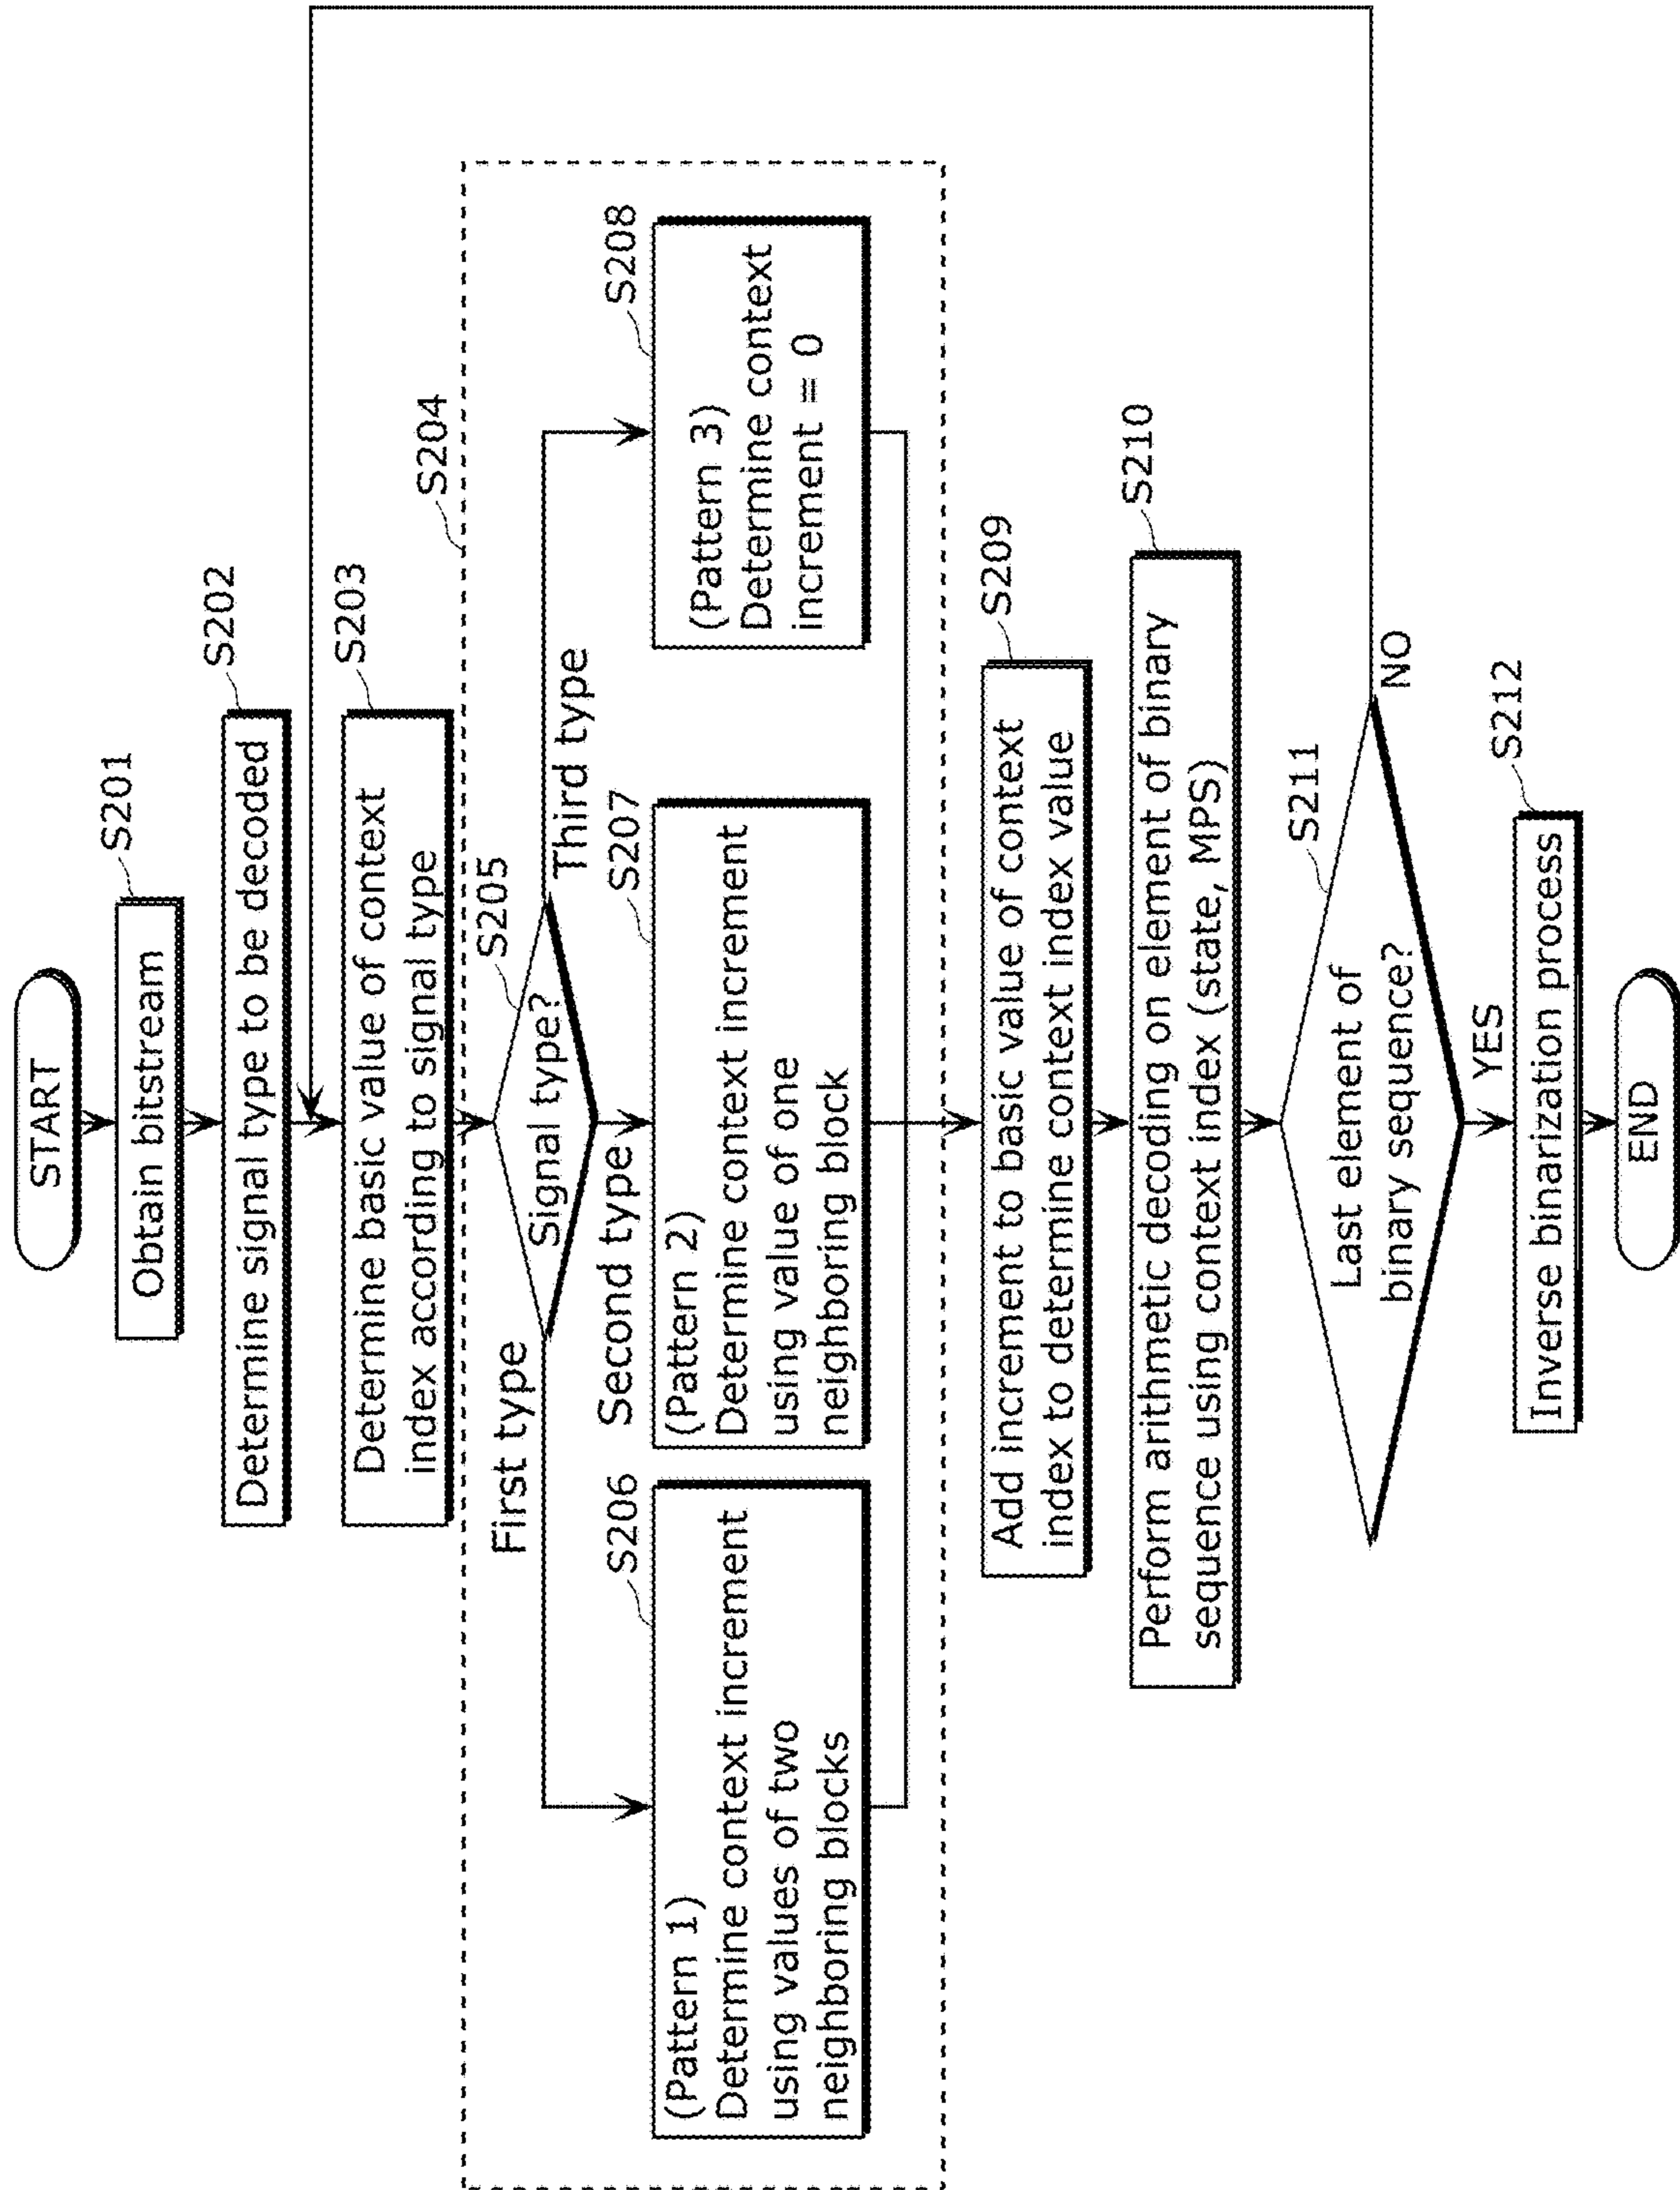 START
S201
Obtain bitstream
S202
Determine signal type to be decoded
S203
Determine basic value of context
index according to signal type
S204
S205
Signal type?
First type
Second type
Third type
S206
(Pattern 1)
Determine context increment
using values of two
neighboring blocks
S207
(Pattern 2)
Determine context increment
using value of one
neighboring block
S208
(Pattern 3)
Determine context
increment = 0
S209
Add increment to basic value of context
index to determine context index value
S210
Perform arithmetic decoding on element of binary
sequence using context index (state, MPS)
S211
Last element of
binary sequence?
NO
YES
S212
Inverse binarization process
END